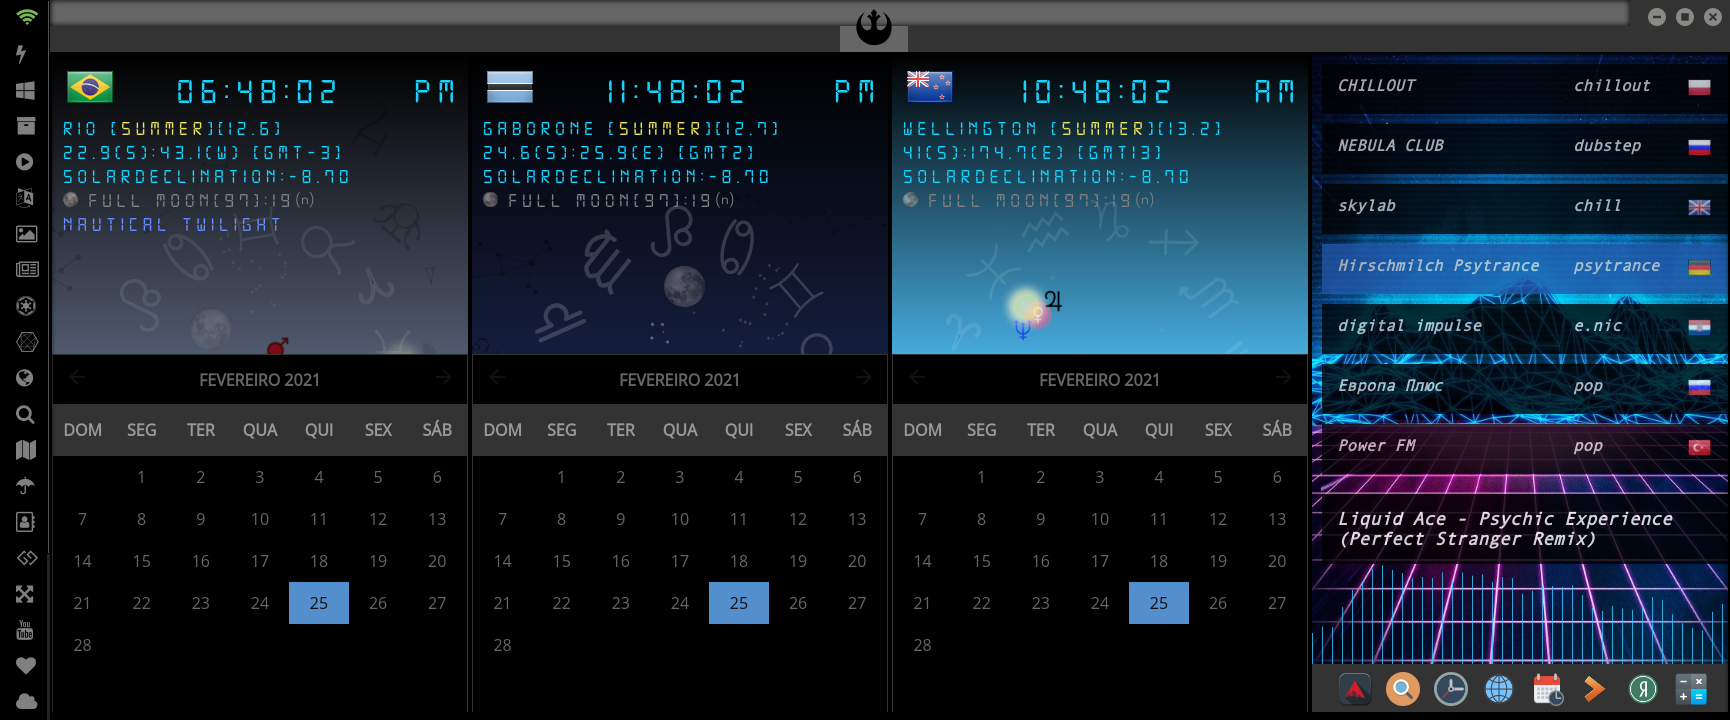 06:48:02 PM
RIO [SUMMER][12.6]
22.9(S):43.1(W) [GMT-3]
SOLARDECLINATION:-8.70
FULL MOON[97]:19(n)
NAUTICAL TWILIGHT
FEVEREIRO 2021
DOM SEG TER QUA QUI SEX SÁB
1 2 3 4 5 6
7 8 9 10 11 12 13
14 15 16 17 18 19 20
21 22 23 24 25 26 27
28
11:48:02 PM
GABORONE [SUMMER][12.7]
24.6(S):25.9(E) [GMT2]
SOLARDECLINATION:-8.70
FULL MOON[97]:19(n)
FEVEREIRO 2021
DOM SEG TER QUA QUI SEX SÁB
1 2 3 4 5 6
7 8 9 10 11 12 13
14 15 16 17 18 19 20
21 22 23 24 25 26 27
28
10:48:02 AM
WELLINGTON [SUMMER][13.2]
41(S):174.7(E) [GMT13]
SOLARDECLINATION:-8.70
FULL MOON[97]:19(n)
FEVEREIRO 2021
DOM SEG TER QUA QUI SEX SÁB
1 2 3 4 5 6
7 8 9 10 11 12 13
14 15 16 17 18 19 20
21 22 23 24 25 26 27
28
CHILLOUT chillout
NEBULA CLUB dubstep
skylab chill
Hirschmilch Psytrance psytrance
digital impulse e.nic
Европа Плюс pop
Power FM pop
Liquid Ace - Psychic Experience
(Perfect Stranger Remix)
You
Tube
Я